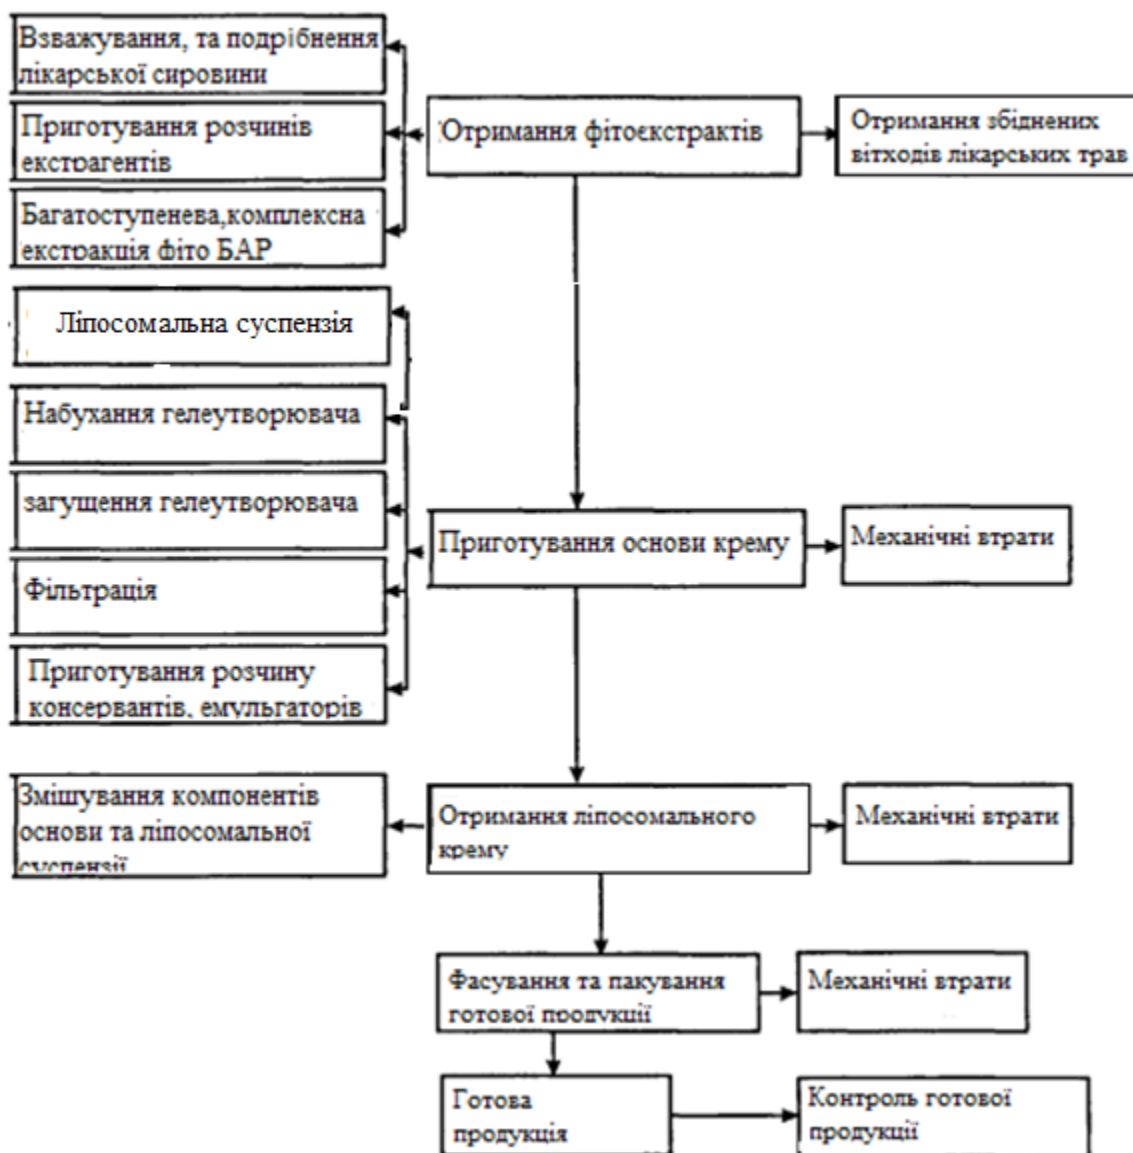 Взважування, та подрібнення
лікарської сировини
Приготування розчинів
екстрагентів
Багатоступенева,комплексна
екстракція фіто БАР
Отримання фітоєкстрактів
Отримання збіднених
вітходів лікарських трав
Ліпосомальна суспензія
Набухання гелеутворювача
загущення гелеутворювача
Фільтрація
Приготування розчину
консервантів, емульгаторів
Приготування основи крему
Механічні втрати
Змішування компонентів
основи та ліпосомальної
суспензії
Отримання ліпосомального
крему
Механічні втрати
Фасування та пакування
готової продукції
Механічні втрати
Готова
продукція
Контроль готової
продукції